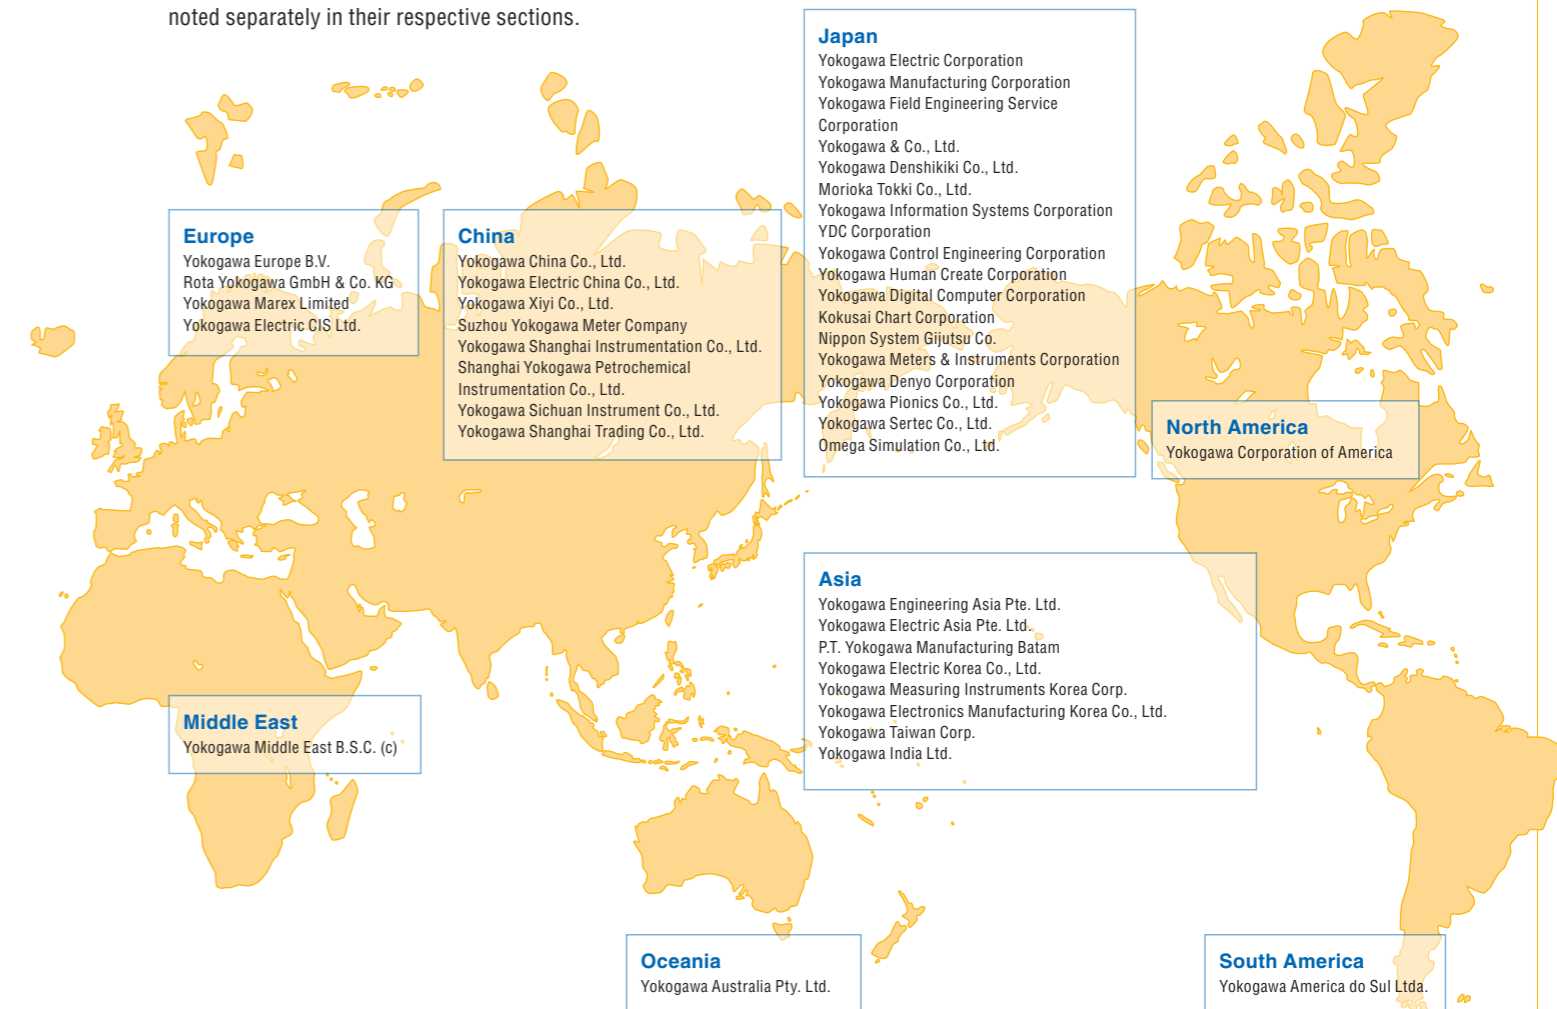 noted separately in their respective sections.
Japan
Yokogawa Electric Corporation
Yokogawa Manufacturing Corporation
Yokogawa Field Engineering Service
Corporation
Yokogawa & Co., Ltd.
Yokogawa Denshikiki Co., Ltd.
Morioka Tokki Co., Ltd.
Yokogawa Information Systems Corporation
YDC Corporation
Yokogawa Control Engineering Corporation
Yokogawa Human Create Corporation
Yokogawa Digital Computer Corporation
Kokusai Chart Corporation
Nippon System Gijutsu Co.
Yokogawa Meters & Instruments Corporation
Yokogawa Denyo Corporation
Yokogawa Pionics Co., Ltd.
Yokogawa Sertec Co., Ltd.
Omega Simulation Co., Ltd.
Europe
Yokogawa Europe B.V.
Rota Yokogawa GmbH & Co. KG
Yokogawa Marex Limited
Yokogawa Electric CIS Ltd.
China
Yokogawa China Co., Ltd.
Yokogawa Electric China Co., Ltd.
Yokogawa Xiyi Co., Ltd.
Suzhou Yokogawa Meter Company
Yokogawa Shanghai Instrumentation Co., Ltd.
Shanghai Yokogawa Petrochemical
Instrumentation Co., Ltd.
Yokogawa Sichuan Instrument Co., Ltd.
Yokogawa Shanghai Trading Co., Ltd.
North America
Yokogawa Corporation of America
Asia
Yokogawa Engineering Asia Pte. Ltd.
Yokogawa Electric Asia Pte. Ltd.
P.T. Yokogawa Manufacturing Batam
Yokogawa Electric Korea Co., Ltd.
Yokogawa Measuring Instruments Korea Corp.
Yokogawa Electronics Manufacturing Korea Co., Ltd.
Yokogawa Taiwan Corp.
Yokogawa India Ltd.
Middle East
Yokogawa Middle East B.S.C. (c)
Oceania
Yokogawa Australia Pty. Ltd.
South America
Yokogawa America do Sul Ltda.